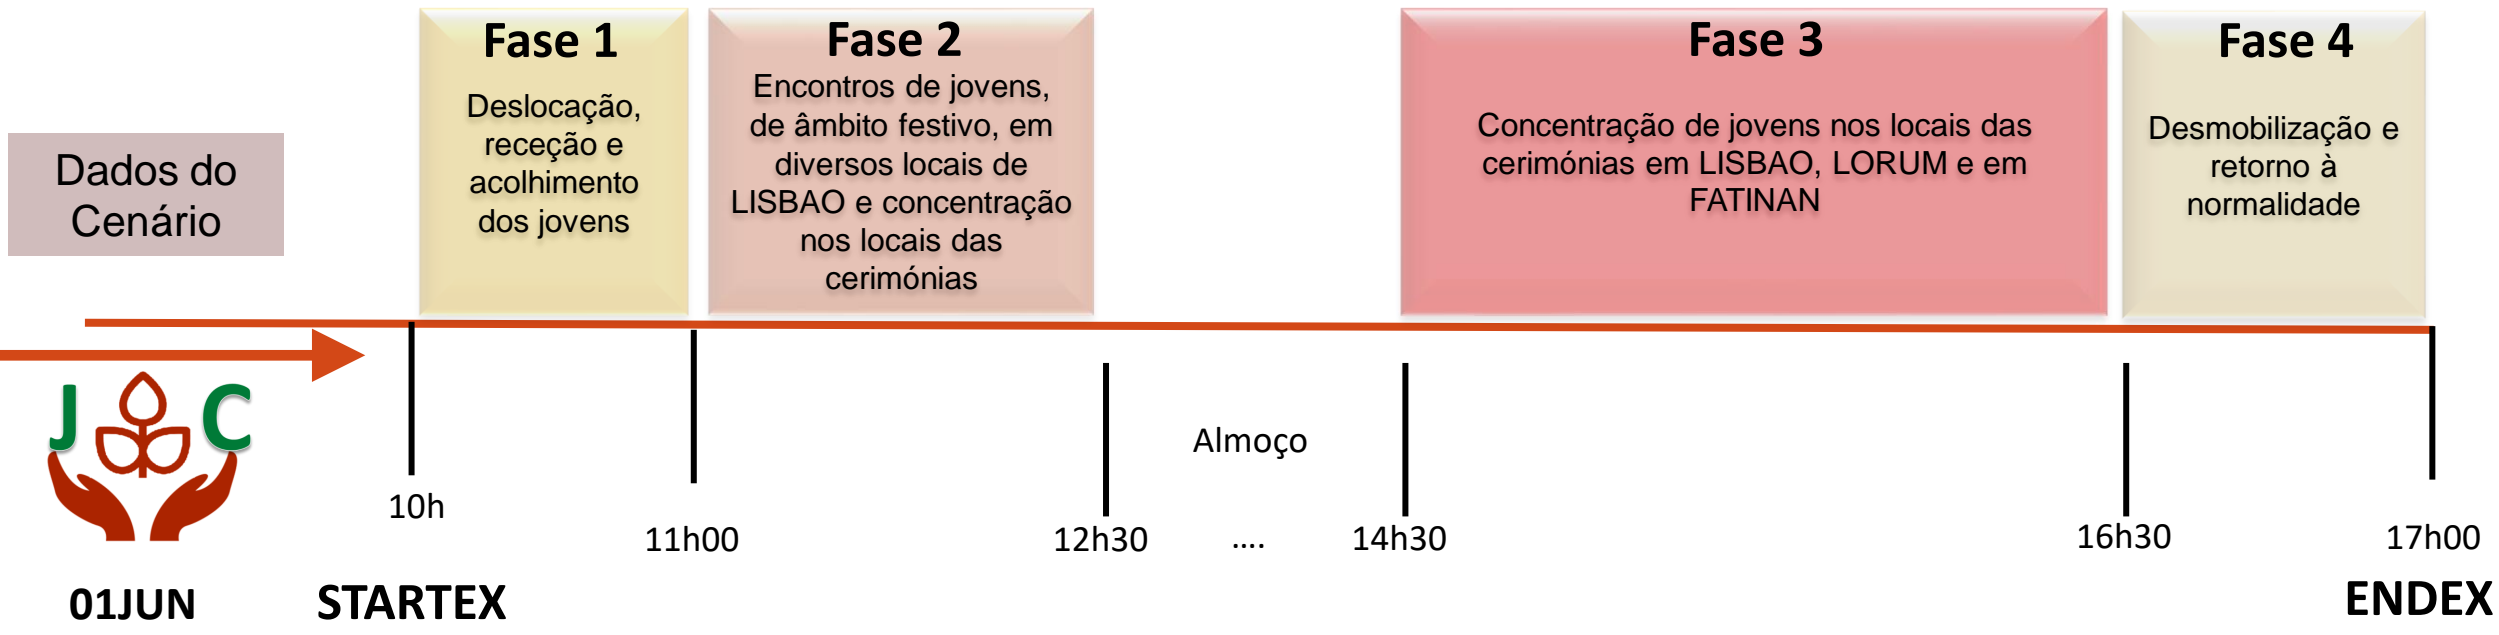 Dados do
Cenário
Fase 1
Deslocação,
receção e
acolhimento
dos jovens
Fase 2
Encontros de jovens,
de âmbito festivo, em
diversos locais de
LISBAO e concentração
nos locais das
cerimónias
Fase 3
Concentração de jovens nos locais das
cerimónias em LISBAO, LORUM e em
FATINAN
Fase 4
Desmobilização e
retorno à
normalidade
J C
Almoço
10h
11h00
12h30
....
14h30
16h30
17h00
01JUN
STARTEX
ENDEX